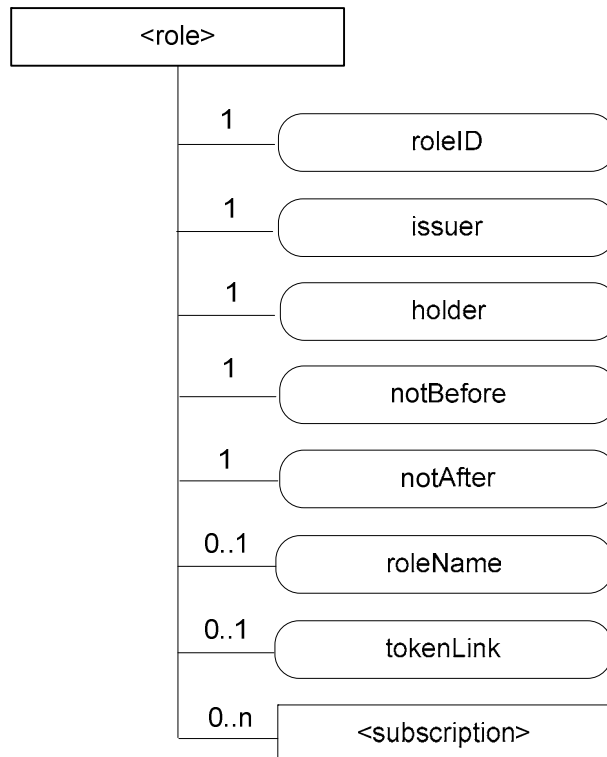 <role>
1
roleID
1
issuer
1
holder
1
notBefore
1
notAfter
0..1
roleName
0..1
tokenLink
0..n
<subscription>